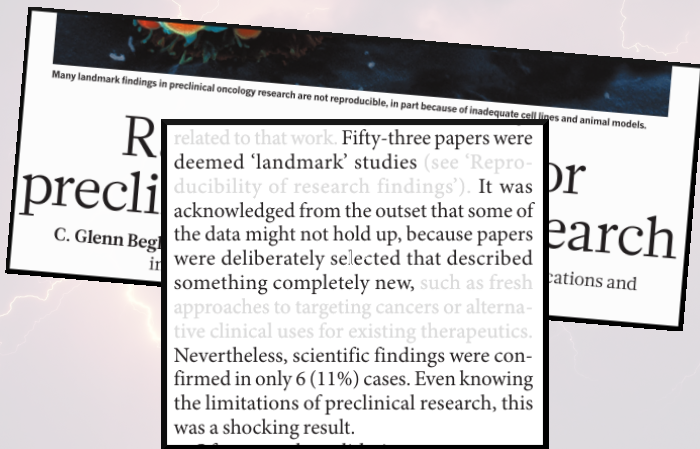 Many landmark findings in preclinical oncology research are not reproducible, in part because of inadequate cell lines and animal models.
R
or
precli
earch
C. Glenn Begl
in
cations and
related to that work. Fifty-three papers were
deemed ‘landmark’ studies (see ‘Repro-
ducibility of research findings’). It was
acknowledged from the outset that some of
the data might not hold up, because papers
were deliberately selected that described
something completely new, such as fresh
approaches to targeting cancers or alterna-
tive clinical uses for existing therapeutics.
Nevertheless, scientific findings were con-
firmed in only 6 (11%) cases. Even knowing
the limitations of preclinical research, this
was a shocking result.